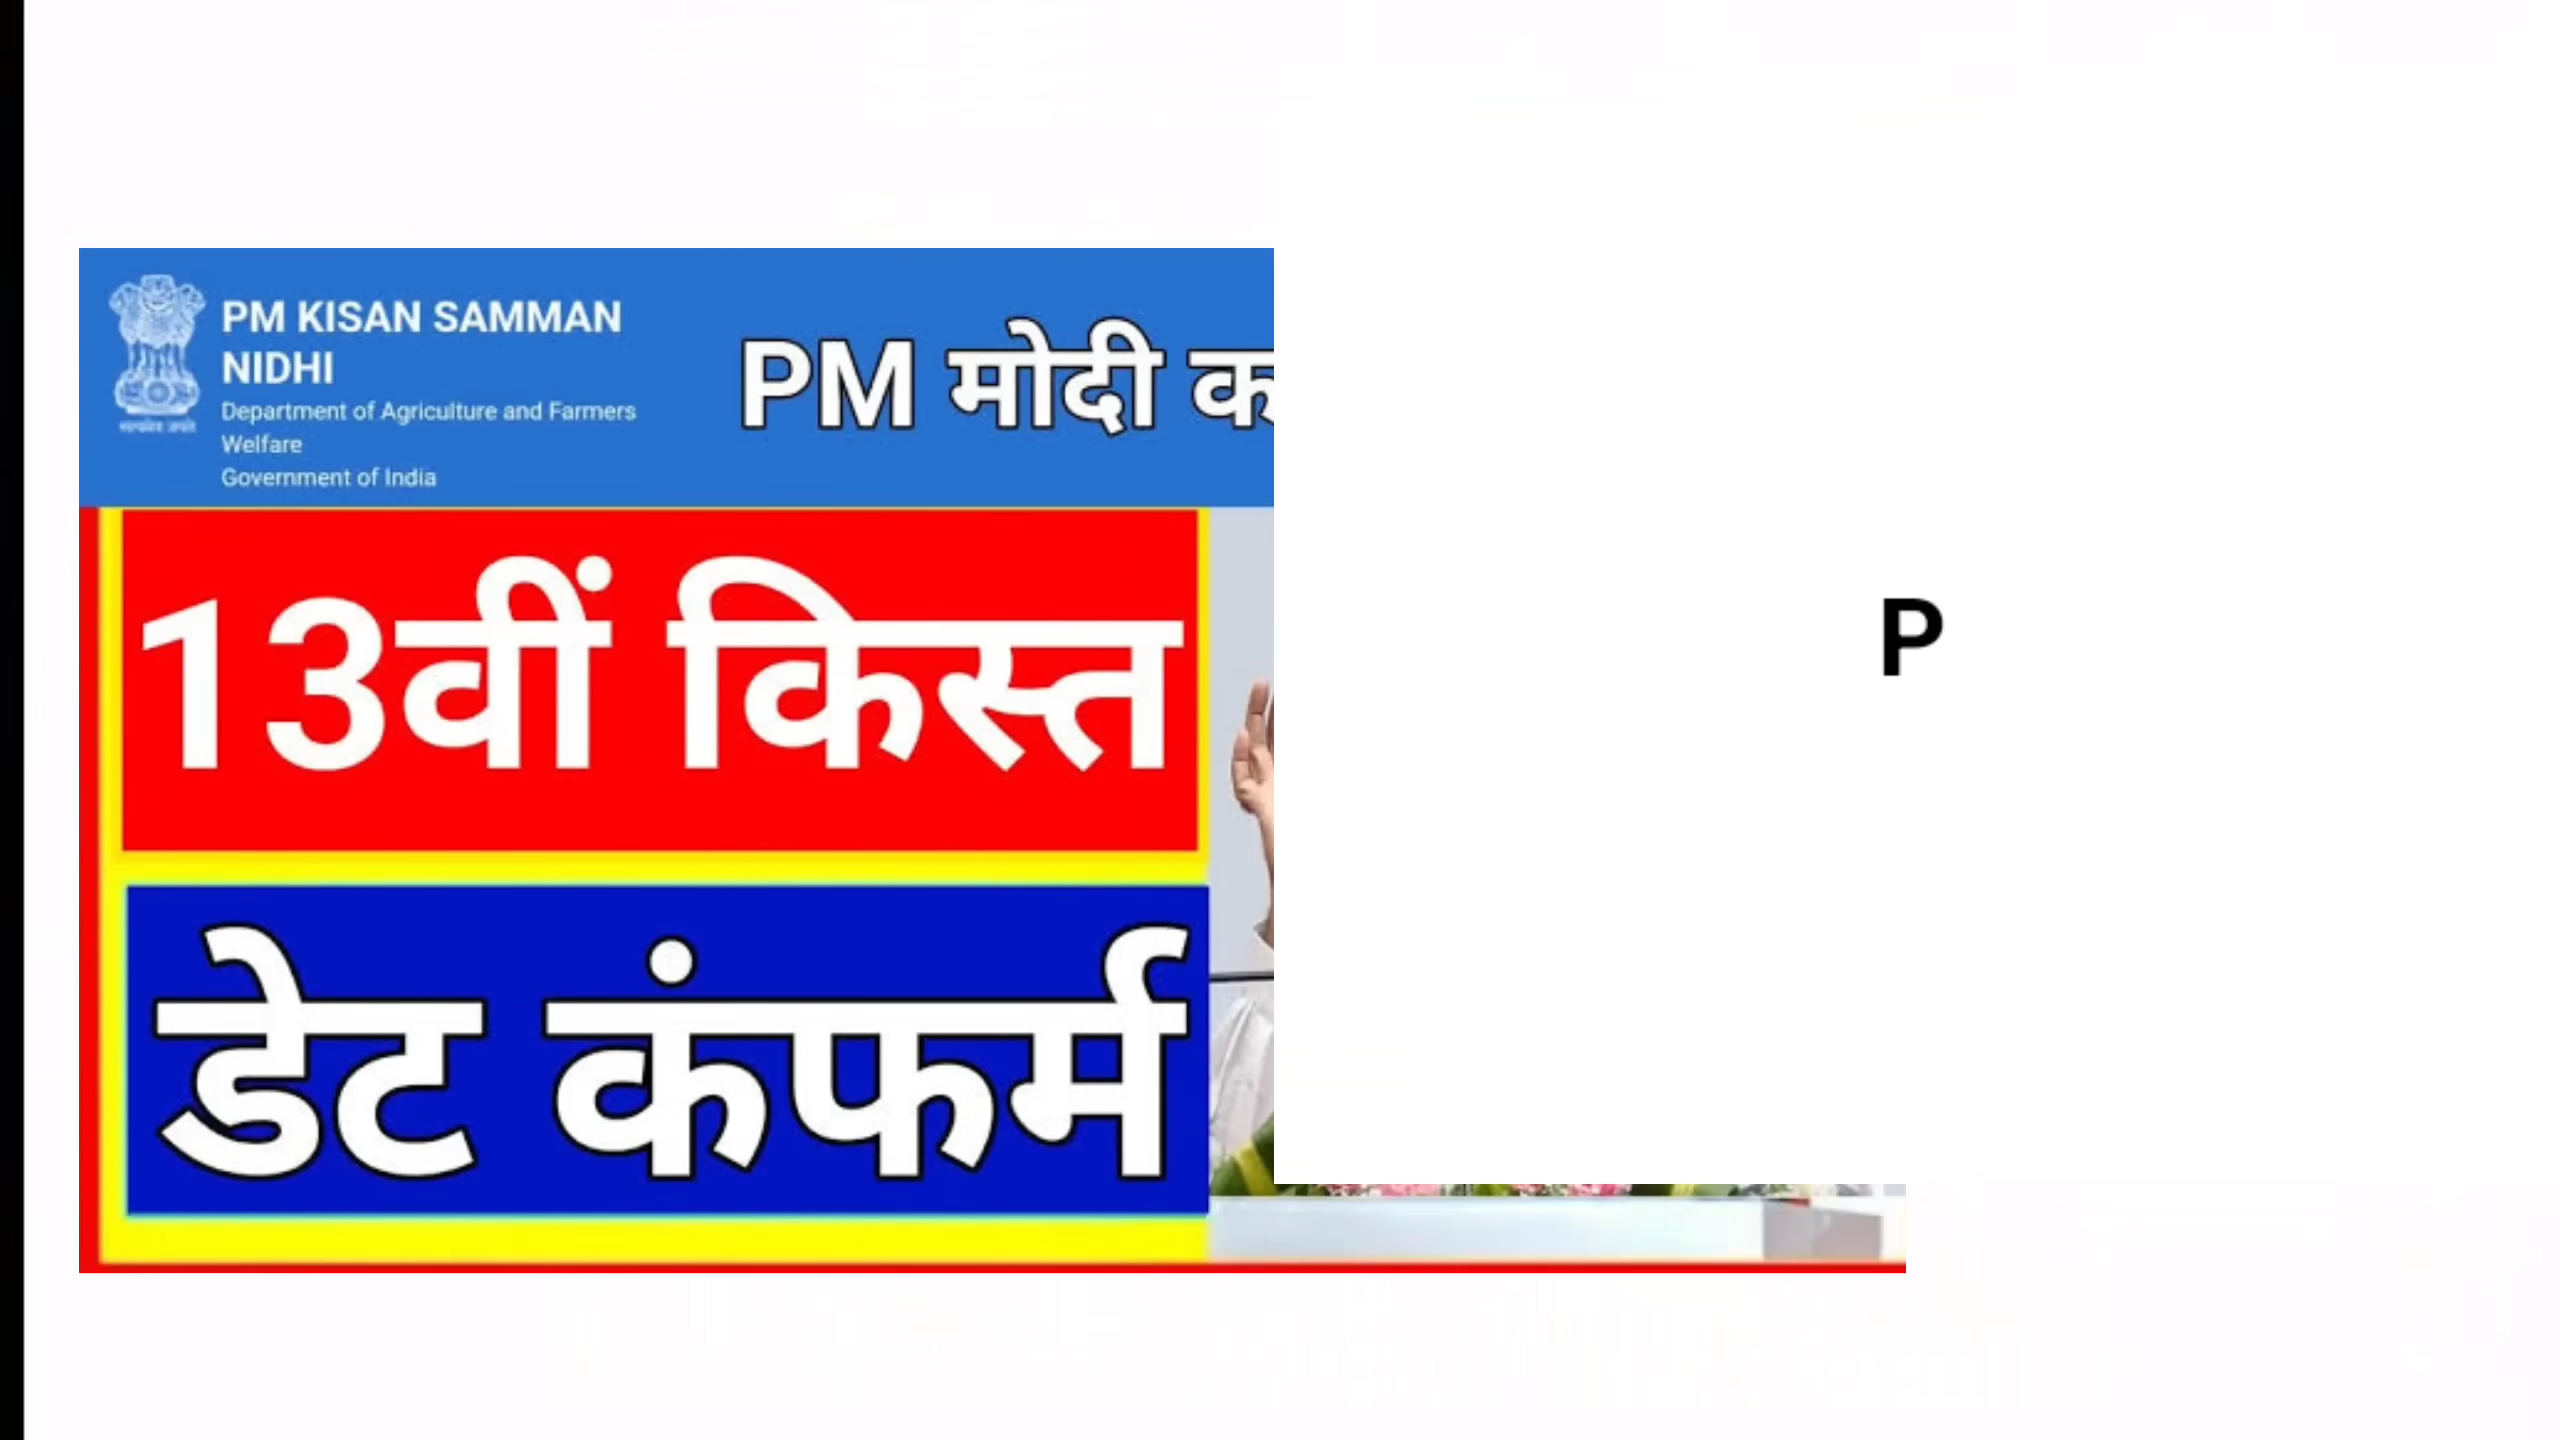 PM KISAN SAMMAN
NIDHI
Department of Agriculture and Farmers
Welfare
Government of India
PM मोदी
13वीं किस्त
डेट कंफर्म
P